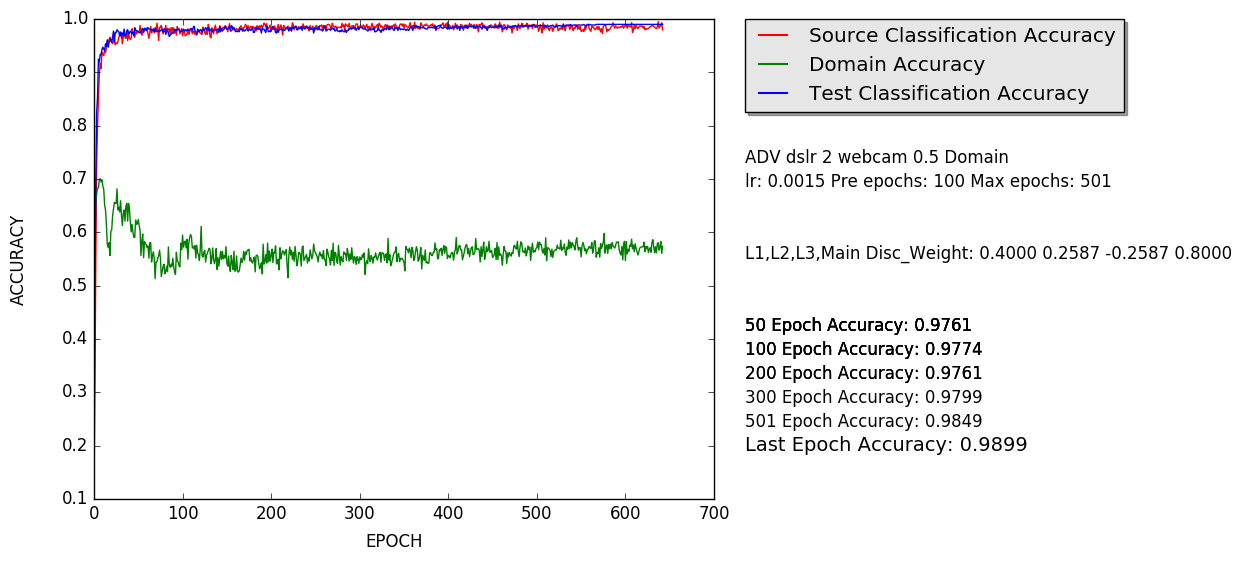 1.0
0.9
0.8
0.7
0.6
0.5
0.4
0.3
0.2
0.1
ACCURACY
0 100 200 300 400 500 600 700
EPOCH
Source Classification Accuracy
Domain Accuracy
Test Classification Accuracy
ADV dslr 2 webcam 0.5 Domain
lr: 0.0015 Pre epochs: 100 Max epochs: 501
L1,L2,L3,Main Disc_Weight: 0.4000 0.2587 -0.2587 0.8000
50 Epoch Accuracy: 0.9761
100 Epoch Accuracy: 0.9774
200 Epoch Accuracy: 0.9761
300 Epoch Accuracy: 0.9799
501 Epoch Accuracy: 0.9849
Last Epoch Accuracy: 0.9899